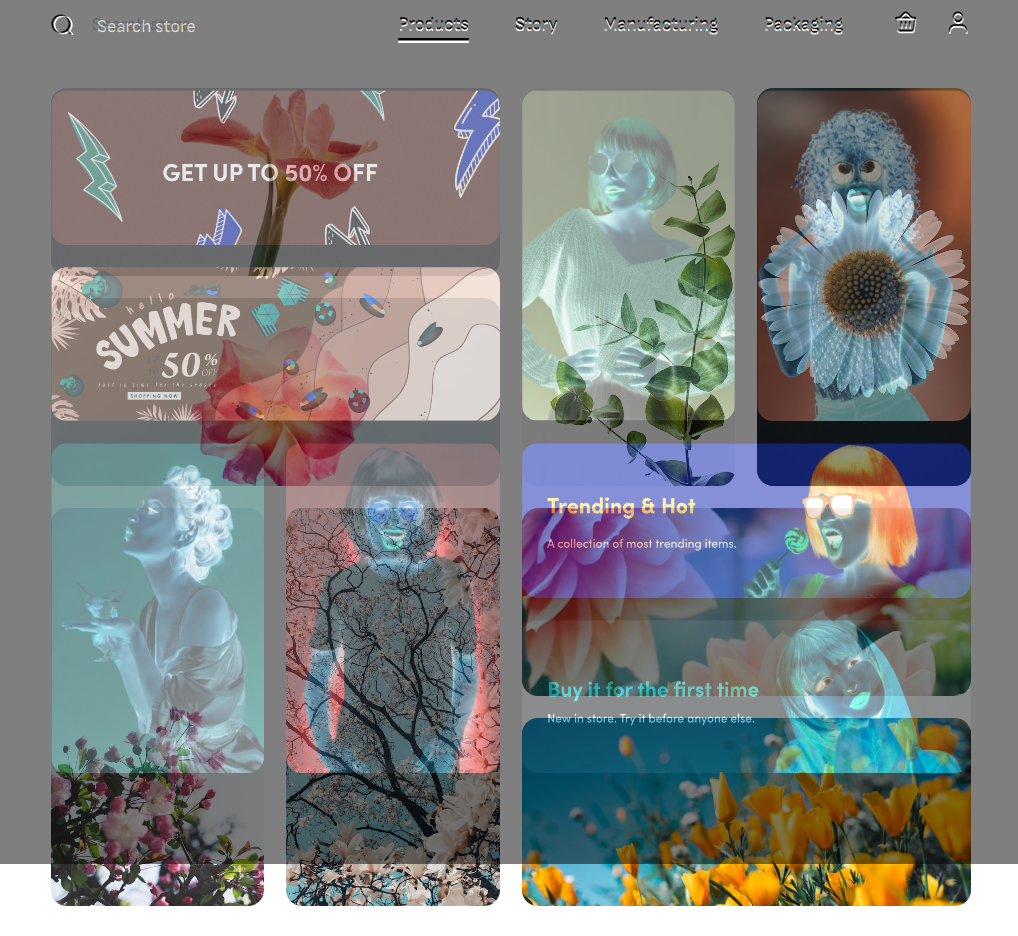 Search store
Products
Story
Manufacturing
Packaging
GET UP TO 50% OFF
hello
SUMMER
50% OFF
Just in time for the season
SHOPPING NOW
Trending & Hot
A collection of most trending items.
Buy it for the first time
New in store. Try it before anyone else.